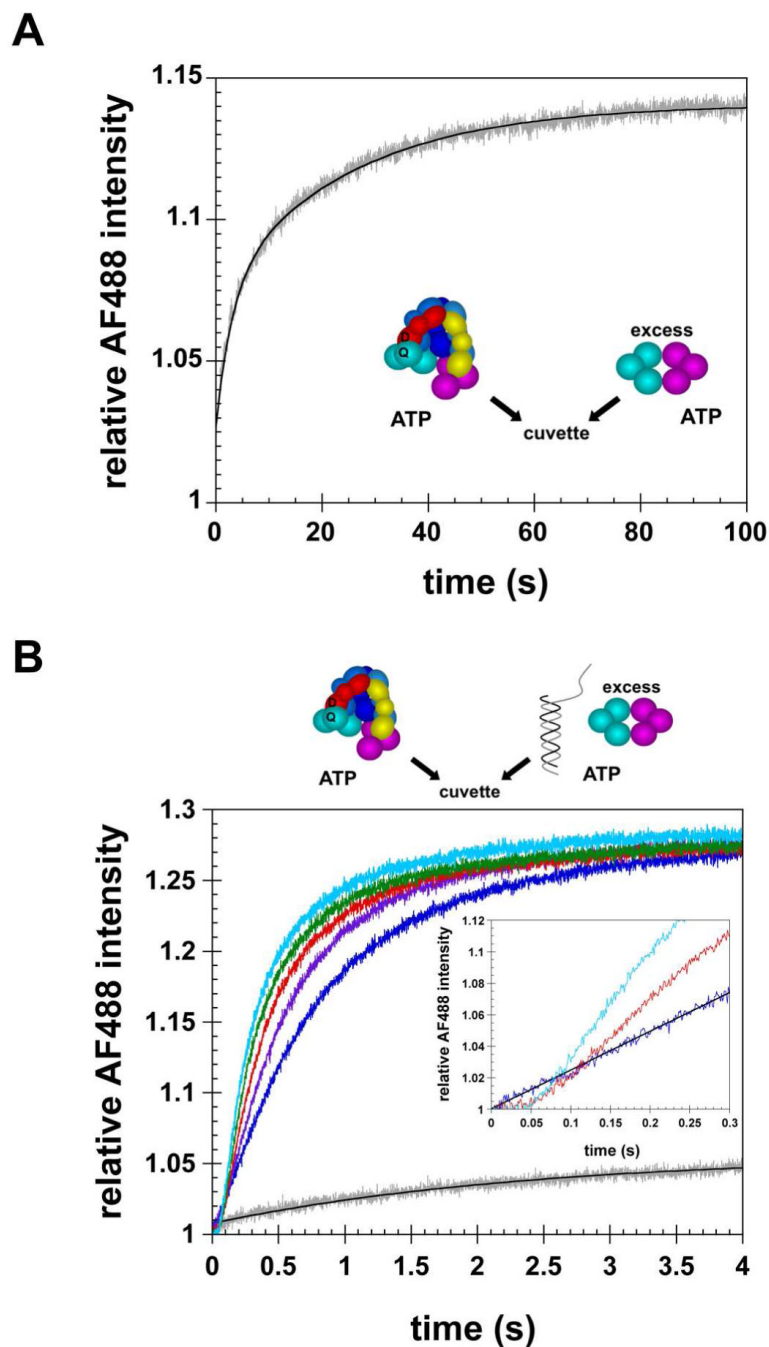 A
relative AF488 intensity
1.15
1.1
1.05
1
0
20
40
60
80
100
time (s)
D
Q
ATP
excess
ATP
cuvette
B
D
Q
ATP
excess
ATP
cuvette
relative AF488 intensity
1.3
1.25
1.2
1.15
1.1
1.05
1
0
0.5
1
1.5
2
2.5
3
3.5
4
time (s)
relative AF488 intensity
1.12
1.1
1.08
1.06
1.04
1.02
1
0
0.05
0.1
0.15
0.2
0.25
0.3
time (s)